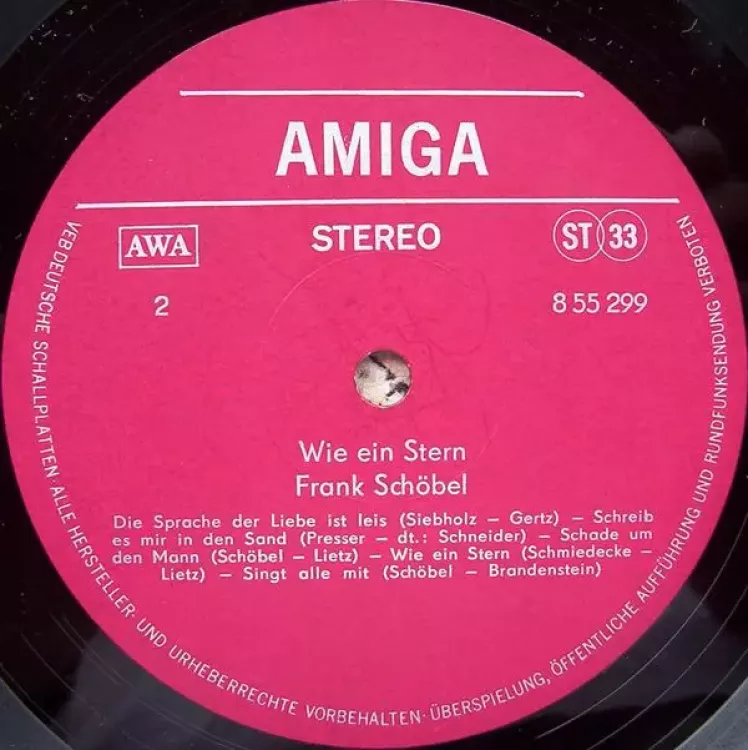 AMIGA
AWA
STEREO
ST 33
2
8 55 299
Wie ein Stern
Frank Schöbel
Die Sprache der Liebe ist leis (Siebholz – Gertz) – Schreib
es mir in den Sand (Presser – dt.: Schneider) – Schade um
den Mann (Schöbel – Lietz) – Wie ein Stern (Schmiedecke –
Lietz) – Singt alle mit (Schöbel – Brandenstein)
VEB DEUTSCHE SCHALLPLATTEN · ALLE HERSTELLER- UND URHEBERRECHTE VORBEHALTEN · ÜBERSPIELUNG, ÖFFENTLICHE AUFFÜHRUNG UND RUNDFUNKSENDUNG VERBOTEN